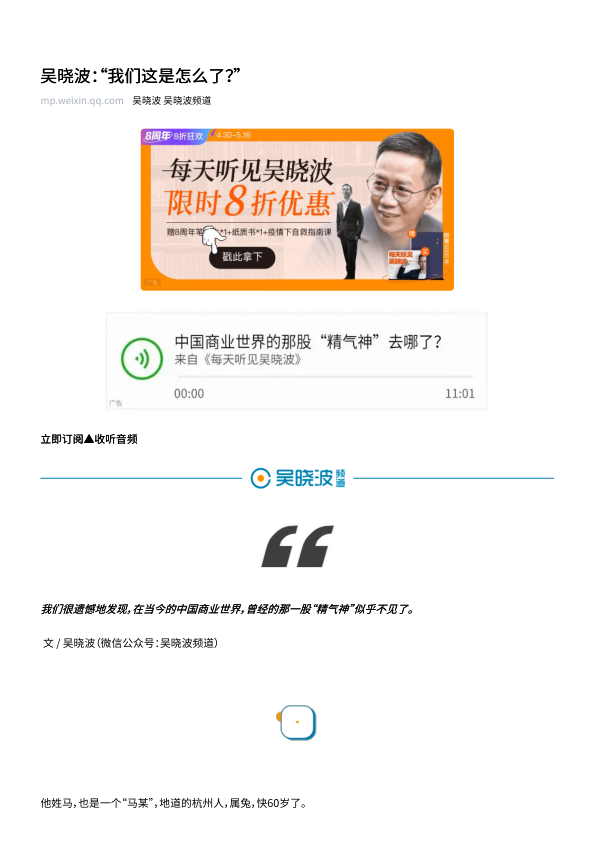 吴晓波：“我们这是怎么了？”
mp.weixin.qq.com 吴晓波 吴晓波频道
8周年 8折狂欢 4.30-5.16
每天听见吴晓波
限时8折优惠
*1+纸质书*1+疫情下自救指南课
戳此拿下
每天听见
吴晓波
广告
中国商业世界的那股“精气神”去哪了？
来自《每天听见吴晓波》
00:00 11:01
广告
立即订阅▲收听音频
吴晓波频道
我们很遗憾地发现，在当今的中国商业世界，曾经的那一股“精气神”似乎不见了。
文 / 吴晓波（微信公众号：吴晓波频道）
他姓马，也是一个“马某”，地道的杭州人，属兔，快60岁了。